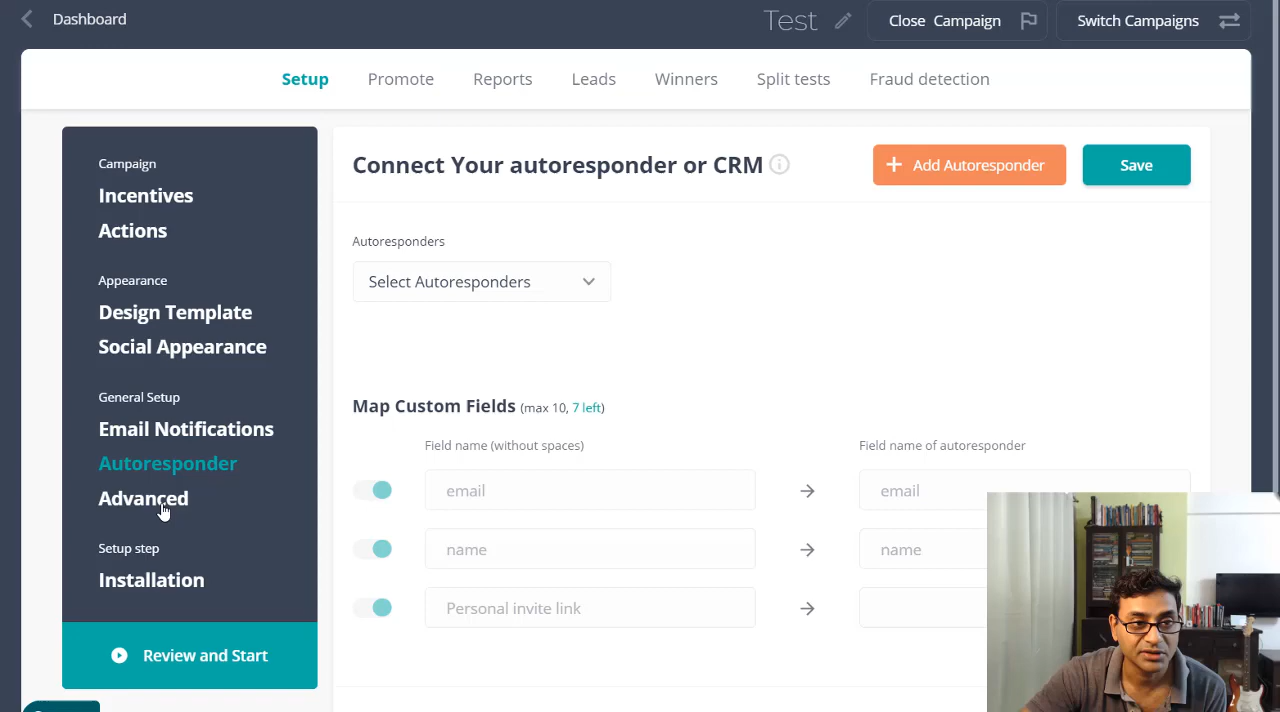 Dashboard
Test
Close Campaign
Switch Campaigns
Setup
Promote
Reports
Leads
Winners
Split tests
Fraud detection
Campaign
Incentives
Actions
Appearance
Design Template
Social Appearance
General Setup
Email Notifications
Autoresponder
Advanced
Setup step
Installation
Review and Start
Connect Your autoresponder or CRM
Add Autoresponder
Save
Autoresponders
Select Autoresponders
Map Custom Fields (max 10, 7 left)
Field name (without spaces)
Field name of autoresponder
email
email
name
name
Personal invite link